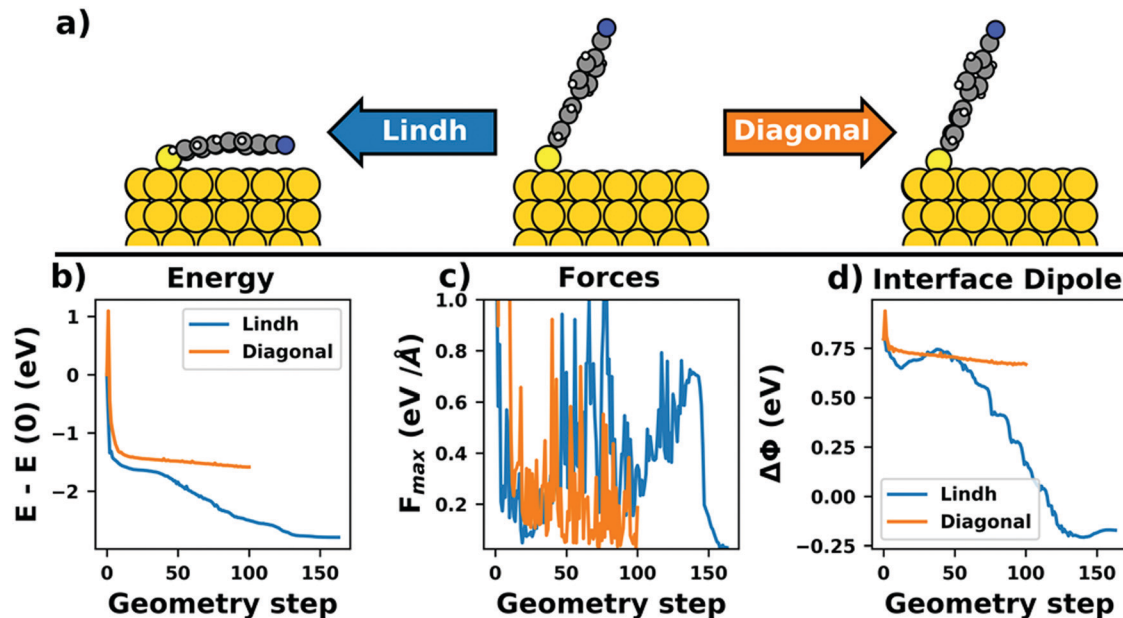 a)
Lindh
Diagonal
b)
Energy
c)
Forces
d)
Interface Dipole
E - E (0) (eV)
1
0
−1
−2
Lindh
Diagonal
0
50
100
150
Geometry step
F_max (eV /Å)
1.0
0.8
0.6
0.4
0.2
0
50
100
150
Geometry step
ΔΦ (eV)
0.75
0.50
0.25
0.00
−0.25
Lindh
Diagonal
0
50
100
150
Geometry step